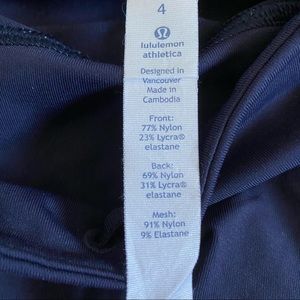 4
lululemon
athletica
Designed in
Vancouver
Made in
Cambodia
Front:
77% Nylon
23% Lycra®
elastane
Back:
69% Nylon
31% Lycra®
elastane
Mesh:
91% Nylon
9% Elastane